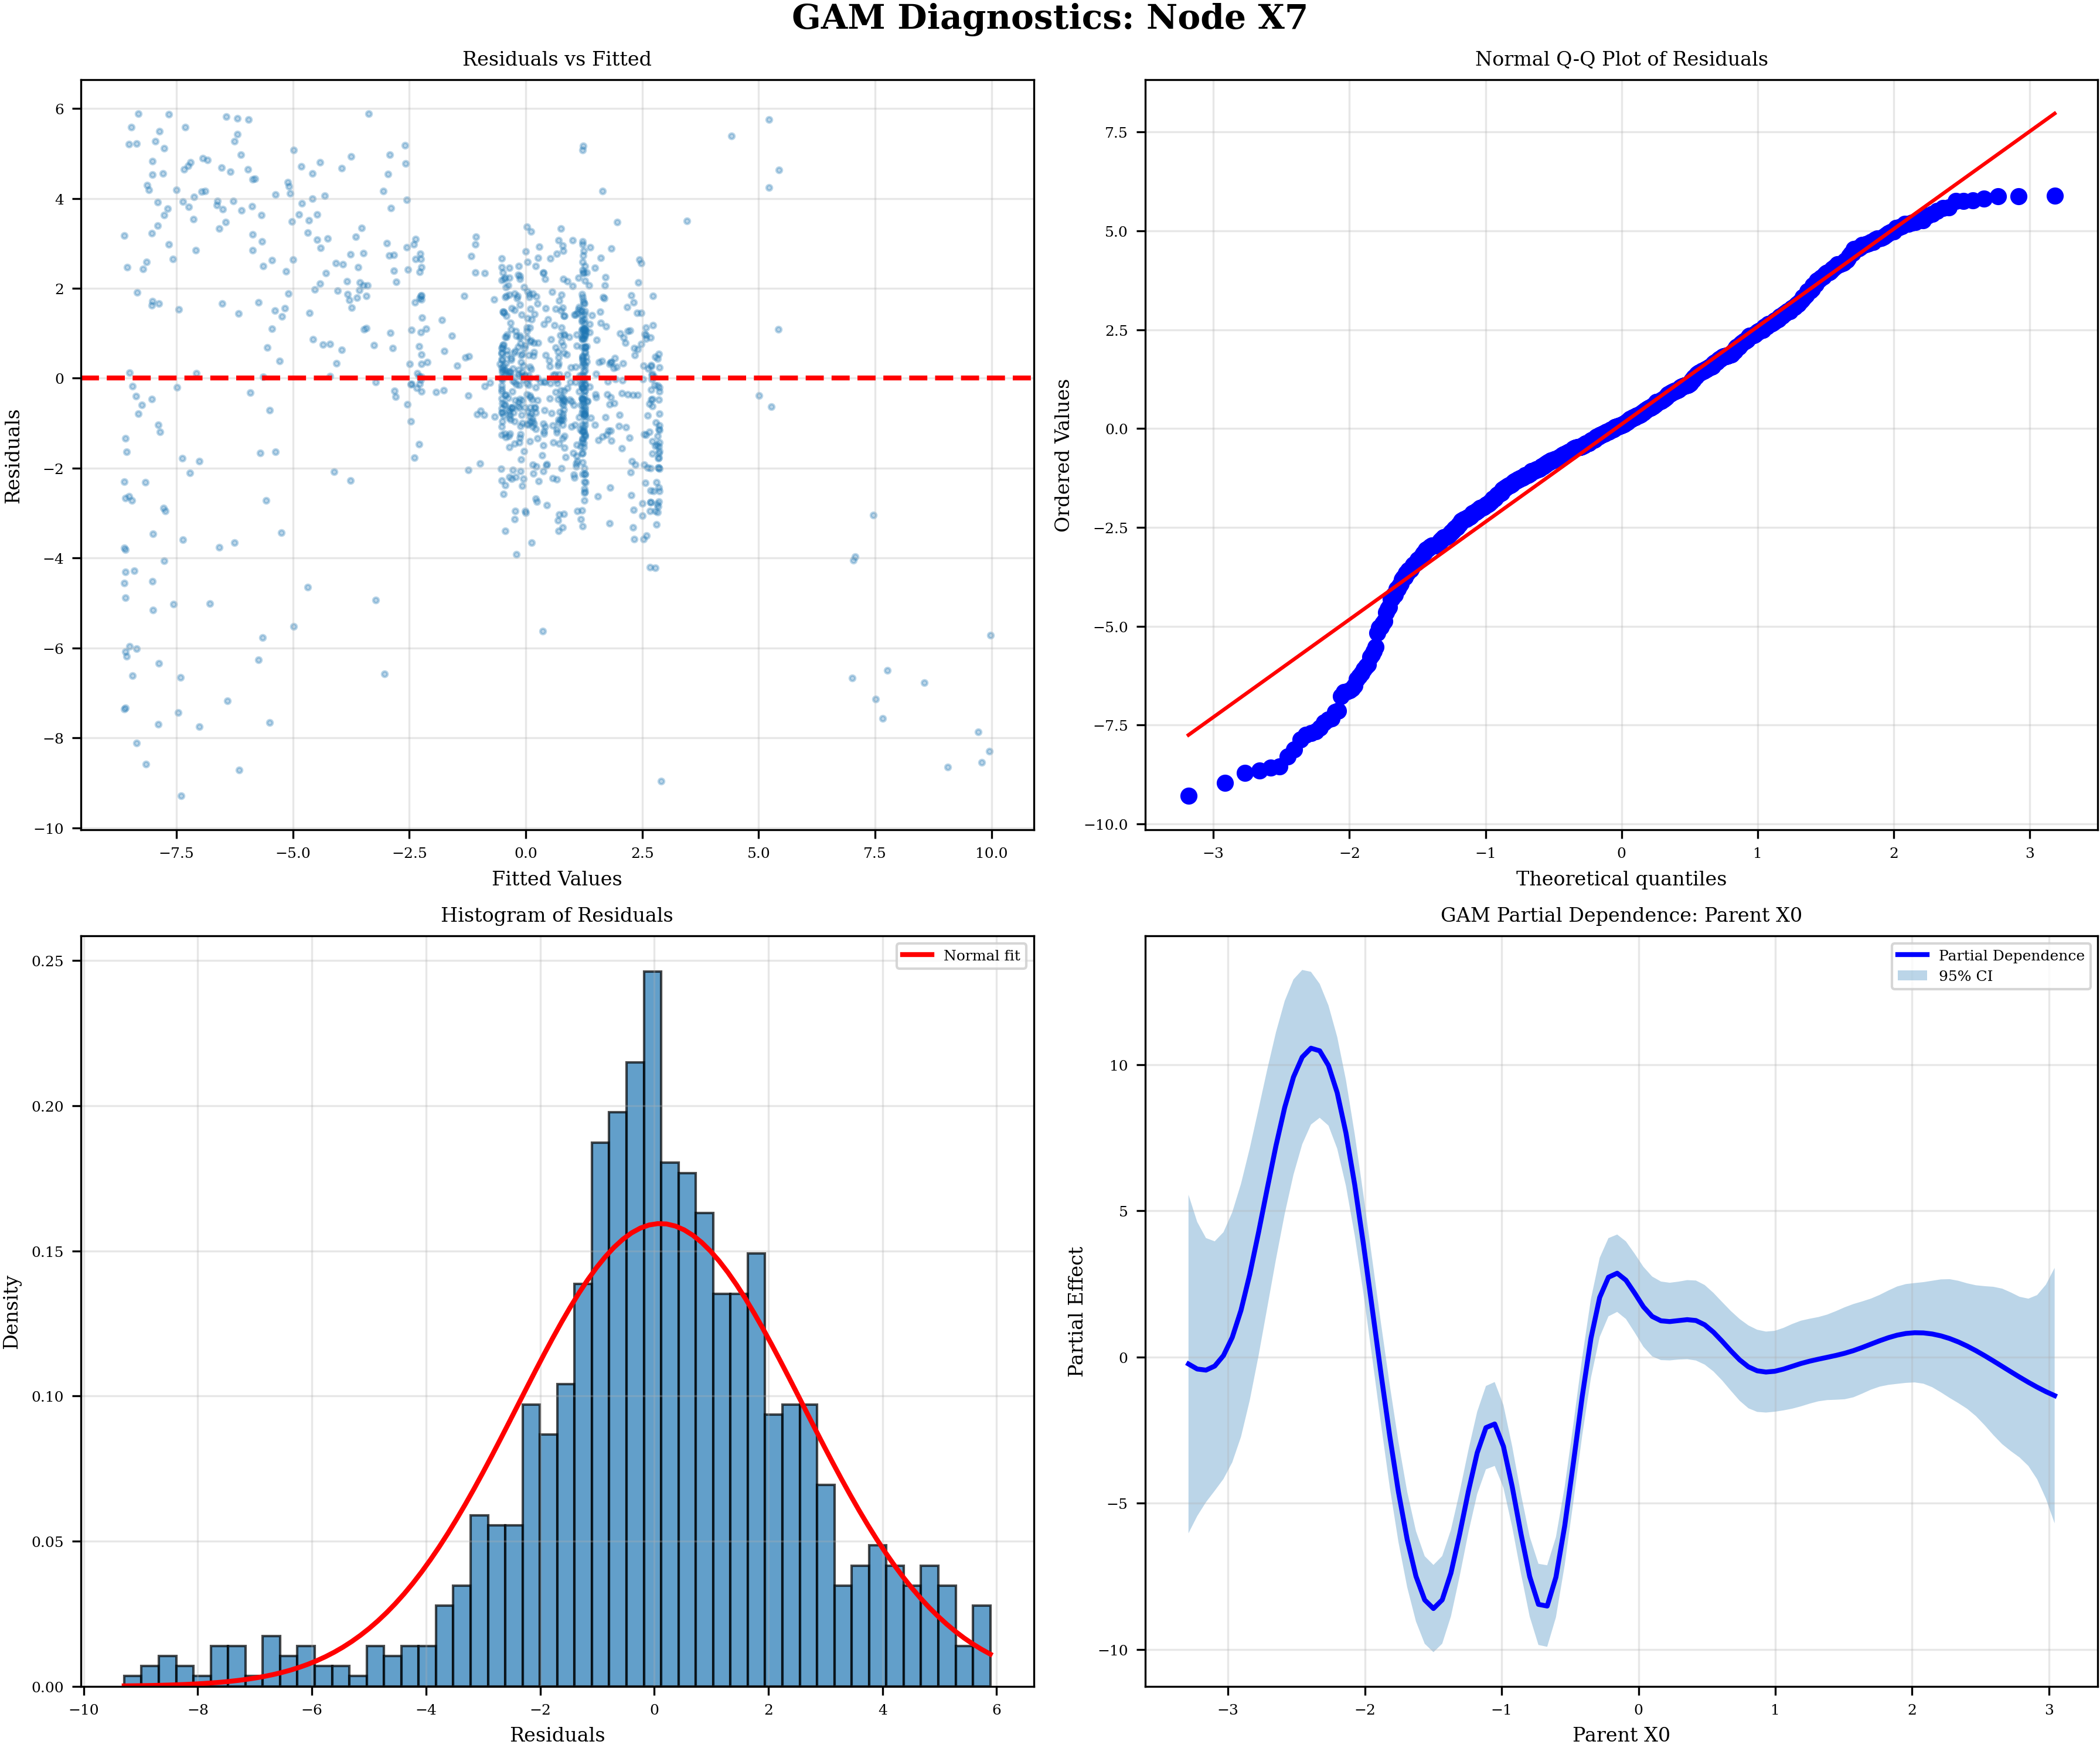 GAM Diagnostics: Node X7
Residuals vs Fitted
Residuals
6
4
2
0
−2
−4
−6
−8
−10
−7.5 −5.0 −2.5 0.0 2.5 5.0 7.5 10.0
Fitted Values
Normal Q-Q Plot of Residuals
Ordered Values
7.5
5.0
2.5
0.0
−2.5
−5.0
−7.5
−10.0
−3 −2 −1 0 1 2 3
Theoretical quantiles
Histogram of Residuals
Normal fit
Density
0.25
0.20
0.15
0.10
0.05
0.00
−10 −8 −6 −4 −2 0 2 4 6
Residuals
GAM Partial Dependence: Parent X0
Partial Dependence
95% CI
Partial Effect
10
5
0
−5
−10
−3 −2 −1 0 1 2 3
Parent X0